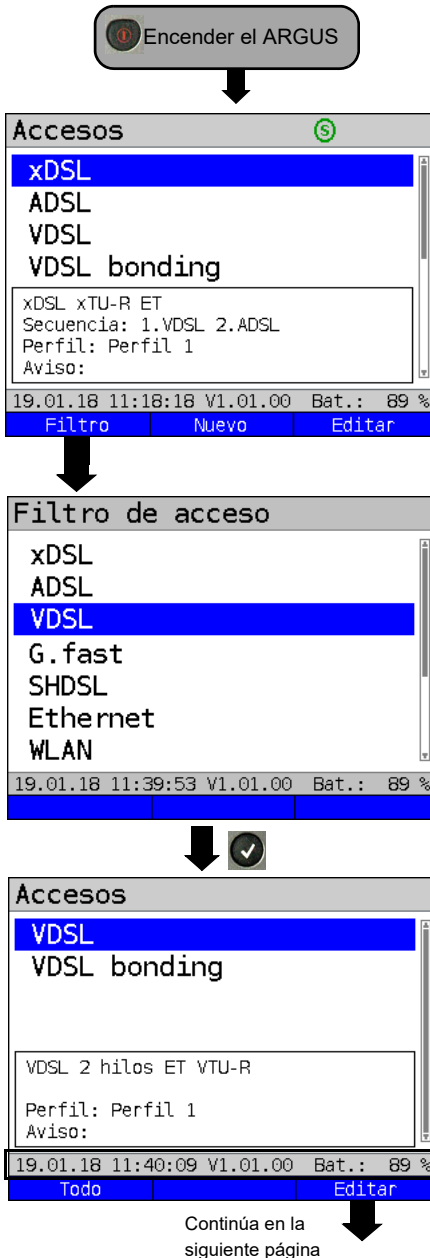 Encender el ARGUS
Accesos S
xDSL
ADSL
VDSL
VDSL bonding
xDSL xTU-R ET
Secuencia: 1.VDSL 2.ADSL
Perfil: Perfil 1
Aviso:
19.01.18 11:18:18 V1.01.00 Bat.: 89 %
Filtro Nuevo Editar
Filtro de acceso
xDSL
ADSL
VDSL
G.fast
SHDSL
Ethernet
WLAN
19.01.18 11:39:53 V1.01.00 Bat.: 89 %
Accesos
VDSL
VDSL bonding
VDSL 2 hilos ET VTU-R
Perfil: Perfil 1
Aviso:
19.01.18 11:40:09 V1.01.00 Bat.: 89 %
Todo Editar
Continúa en la
siguiente página